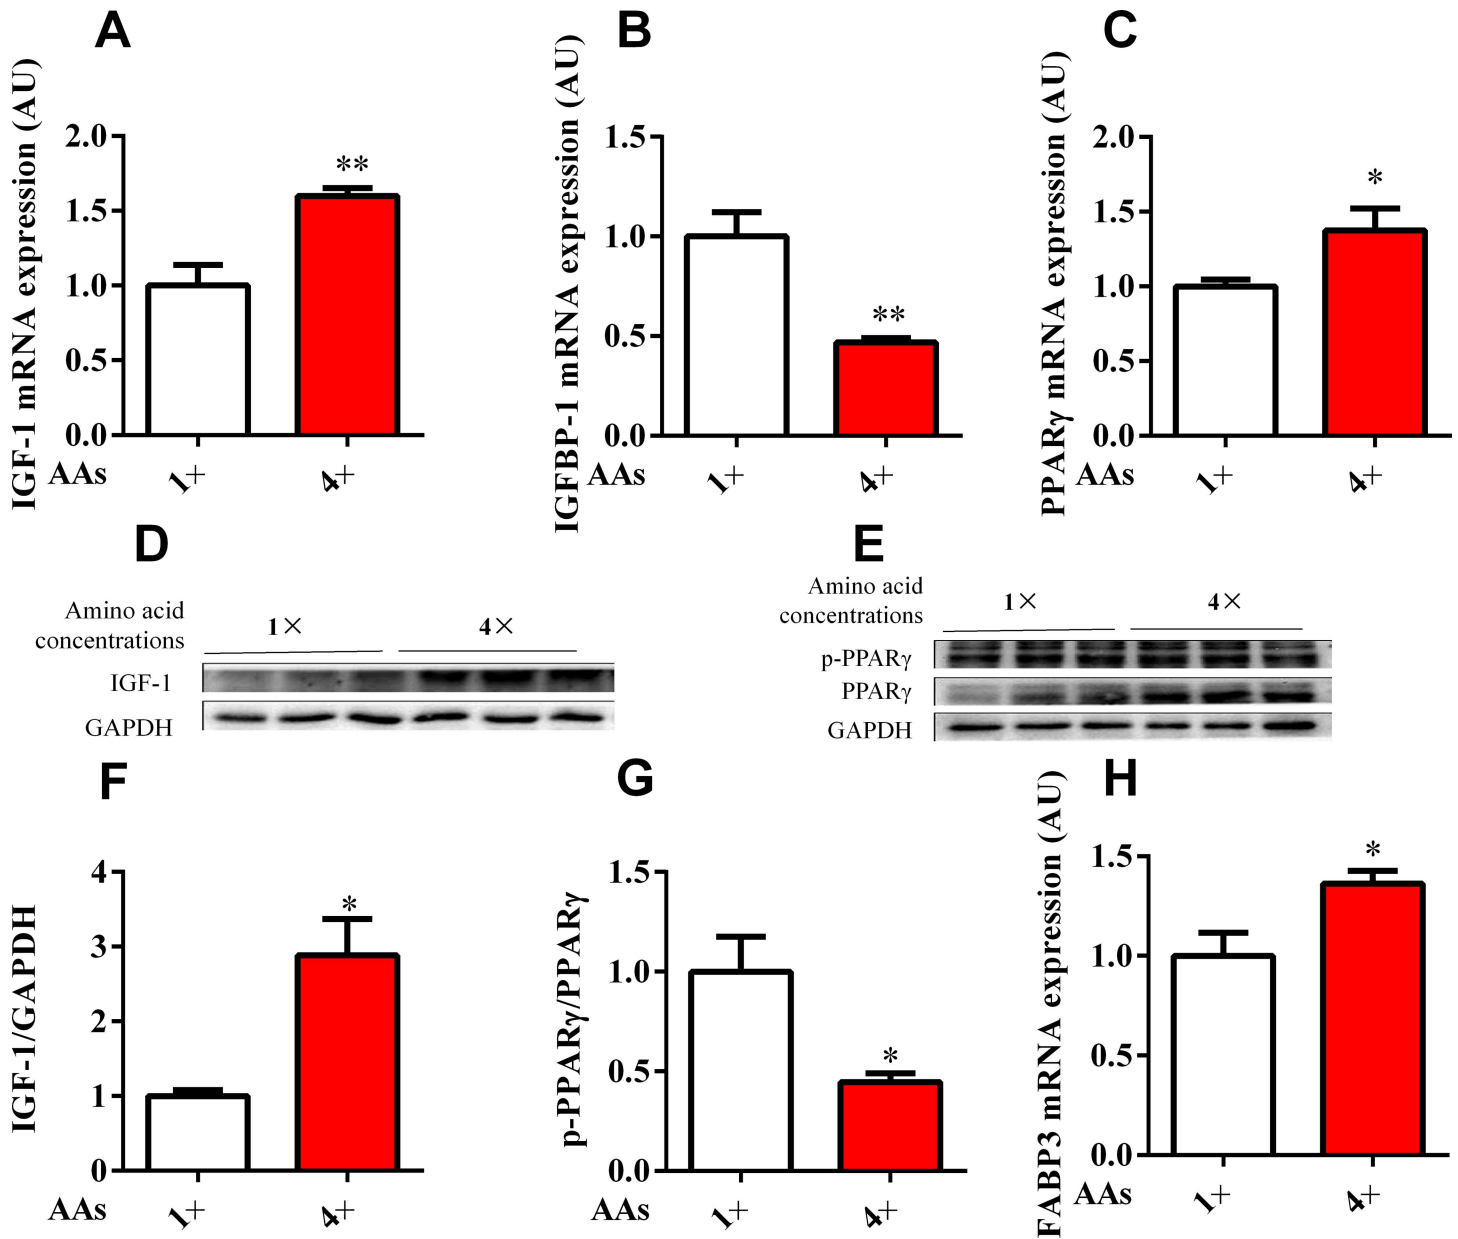 A
IGF-1 mRNA expression (AU)
2.0
1.5
1.0
0.5
0.0
**
AAs
1+
4+
B
IGFBP-1 mRNA expression (AU)
1.5
1.0
0.5
0.0
**
AAs
1+
4+
C
PPARγ mRNA expression (AU)
2.0
1.5
1.0
0.5
0.0
*
AAs
1+
4+
D
Amino acid
concentrations
1×
4×
IGF-1
GAPDH
E
Amino acid
concentrations
1×
4×
p-PPARγ
PPARγ
GAPDH
F
IGF-1/GAPDH
4
3
2
1
0
*
AAs
1+
4+
G
p-PPARγ/PPARγ
1.5
1.0
0.5
0.0
*
AAs
1+
4+
H
FABP3 mRNA expression (AU)
1.5
1.0
0.5
0.0
*
AAs
1+
4+